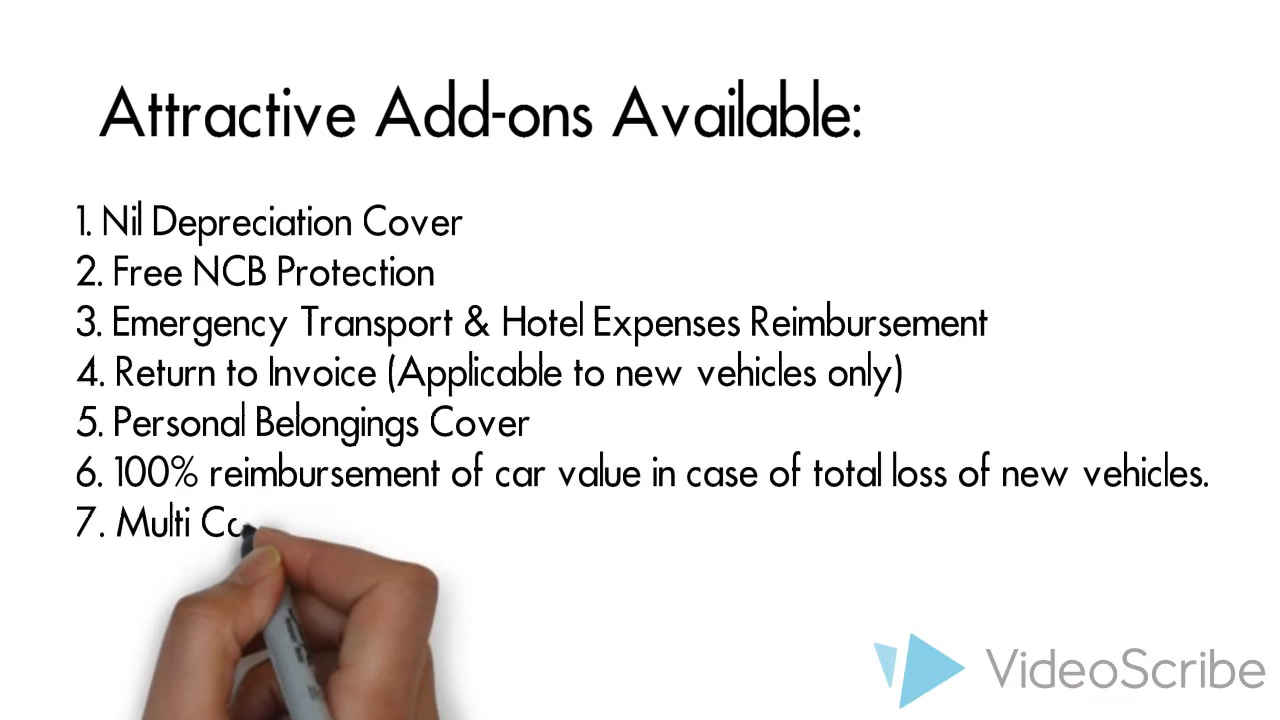 Attractive Add-ons Available:
1. Nil Depreciation Cover
2. Free NCB Protection
3. Emergency Transport & Hotel Expenses Reimbursement
4. Return to Invoice (Applicable to new vehicles only)
5. Personal Belongings Cover
6. 100% reimbursement of car value in case of total loss of new vehicles.
7. Multi
VideoScribe